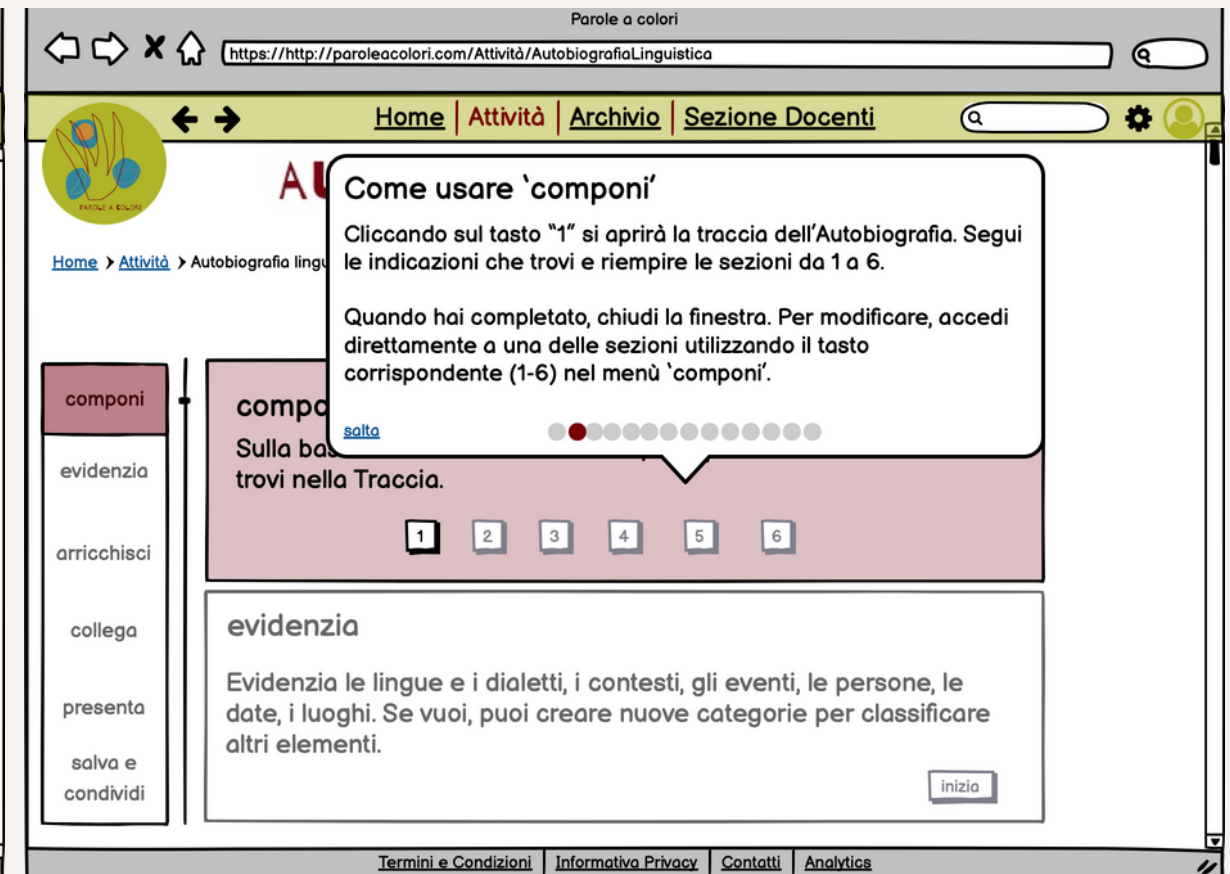 Parole a colori
https://http://paroleacolori.com/Attività/AutobiografiaLinguistica
Home Attività Archivio Sezione Docenti
PAROLE A COLORI
AU
Home > Attività > Autobiografia lingu
Come usare ‘componi’
Cliccando sul tasto “1” si aprirà la traccia dell’Autobiografia. Segui
le indicazioni che trovi e riempire le sezioni da 1 a 6.
Quando hai completato, chiudi la finestra. Per modificare, accedi
direttamente a una delle sezioni utilizzando il tasto
corrispondente (1-6) nel menù ‘componi’.
salta
componi
evidenzia
arricchisci
collega
presenta
salva e
condividi
compo
Sulla bas
trovi nella Traccia.
1 2 3 4 5 6
evidenzia
Evidenzia le lingue e i dialetti, i contesti, gli eventi, le persone, le
date, i luoghi. Se vuoi, puoi creare nuove categorie per classificare
altri elementi.
inizia
Termini e Condizioni Informativa Privacy Contatti Analytics